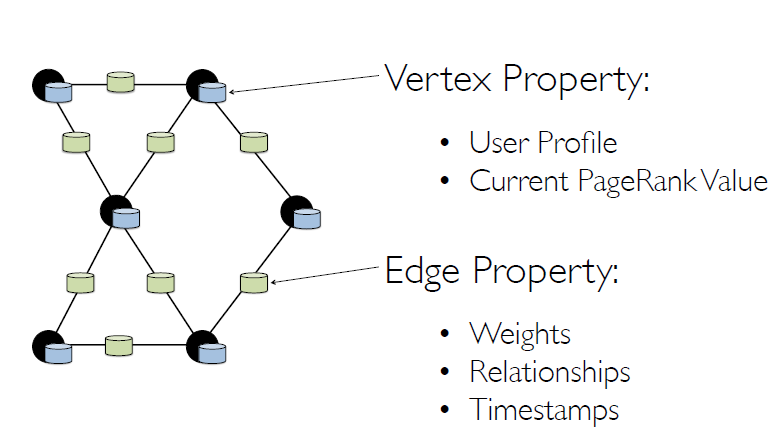 Vertex Property:
• User Profile
• Current PageRank Value
Edge Property:
• Weights
• Relationships
• Timestamps